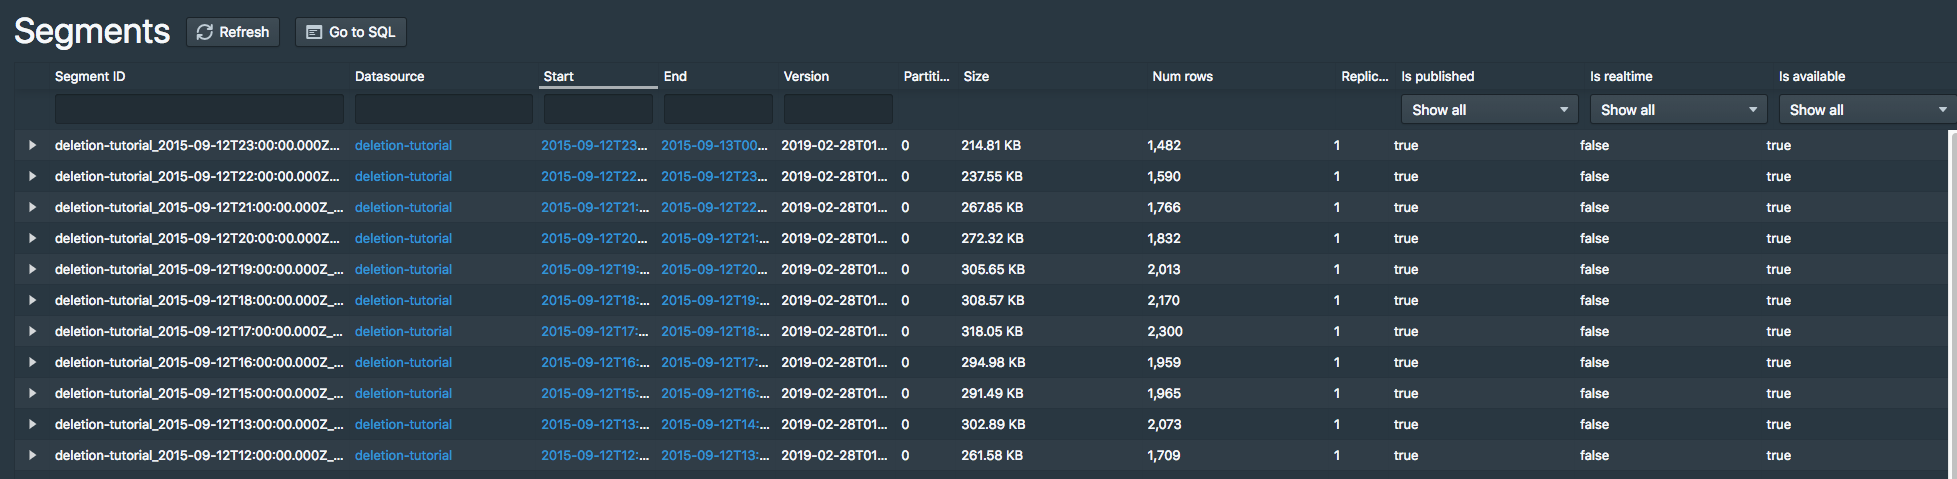 Segments Refresh Go to SQL
Segment ID Datasource Start End Version Partiti... Size Num rows Replic... Is published Is realtime Is available
Show all Show all Show all
deletion-tutorial_2015-09-12T23:00:00.000Z... deletion-tutorial 2015-09-12T23... 2015-09-13T00... 2019-02-28T01... 0 214.81 KB 1,482 1 true false true
deletion-tutorial_2015-09-12T22:00:00.000Z... deletion-tutorial 2015-09-12T22... 2015-09-12T23... 2019-02-28T01... 0 237.55 KB 1,590 1 true false true
deletion-tutorial_2015-09-12T21:00:00.000Z_... deletion-tutorial 2015-09-12T21:... 2015-09-12T22... 2019-02-28T01... 0 267.85 KB 1,766 1 true false true
deletion-tutorial_2015-09-12T20:00:00.000Z... deletion-tutorial 2015-09-12T20... 2015-09-12T21:... 2019-02-28T01... 0 272.32 KB 1,832 1 true false true
deletion-tutorial_2015-09-12T19:00:00.000Z_... deletion-tutorial 2015-09-12T19:... 2015-09-12T20... 2019-02-28T01... 0 305.65 KB 2,013 1 true false true
deletion-tutorial_2015-09-12T18:00:00.000Z_... deletion-tutorial 2015-09-12T18:... 2015-09-12T19:... 2019-02-28T01... 0 308.57 KB 2,170 1 true false true
deletion-tutorial_2015-09-12T17:00:00.000Z_... deletion-tutorial 2015-09-12T17:... 2015-09-12T18:... 2019-02-28T01... 0 318.05 KB 2,300 1 true false true
deletion-tutorial_2015-09-12T16:00:00.000Z_... deletion-tutorial 2015-09-12T16:... 2015-09-12T17:... 2019-02-28T01... 0 294.98 KB 1,959 1 true false true
deletion-tutorial_2015-09-12T15:00:00.000Z_... deletion-tutorial 2015-09-12T15:... 2015-09-12T16:... 2019-02-28T01... 0 291.49 KB 1,965 1 true false true
deletion-tutorial_2015-09-12T13:00:00.000Z_... deletion-tutorial 2015-09-12T13:... 2015-09-12T14:... 2019-02-28T01... 0 302.89 KB 2,073 1 true false true
deletion-tutorial_2015-09-12T12:00:00.000Z_... deletion-tutorial 2015-09-12T12:... 2015-09-12T13:... 2019-02-28T01... 0 261.58 KB 1,709 1 true false true